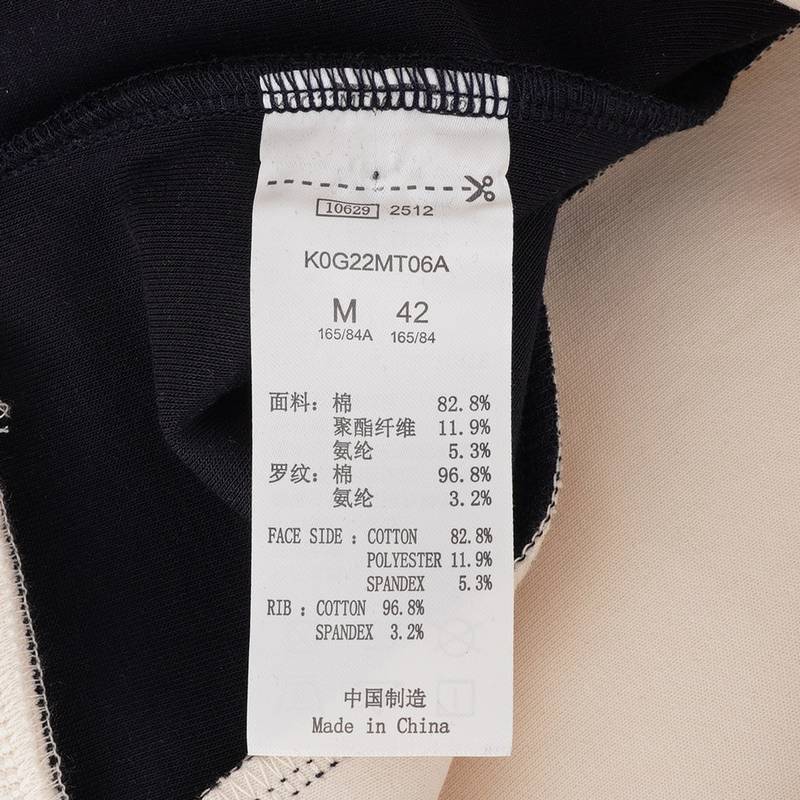 10629 2512
K0G22MT06A
M 42
165/84A 165/84
面料：棉 82.8%
聚酯纤维 11.9%
氨纶 5.3%
罗纹：棉 96.8%
氨纶 3.2%
FACE SIDE : COTTON 82.8%
POLYESTER 11.9%
SPANDEX 5.3%
RIB : COTTON 96.8%
SPANDEX 3.2%
中国制造
Made in China